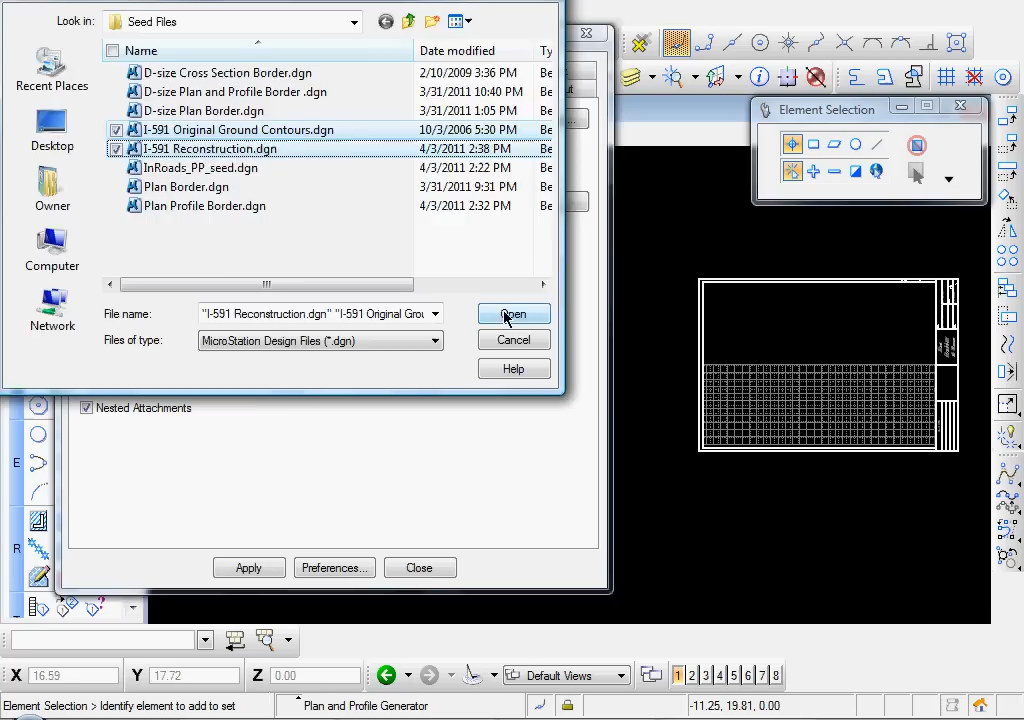 Look in:
Seed Files
Name
Date modified
Ty
Recent Places
Desktop
Owner
Computer
Network
D-size Cross Section Border.dgn
2/10/2009 3:36 PM
Be
D-size Plan and Profile Border .dgn
3/31/2011 10:40 PM
Be
D-size Plan Border.dgn
3/31/2011 1:05 PM
Be
I-591 Original Ground Contours.dgn
10/3/2006 5:30 PM
Be
I-591 Reconstruction.dgn
4/3/2011 2:38 PM
Be
InRoads_PP_seed.dgn
4/3/2011 2:22 PM
Be
Plan Border.dgn
3/31/2011 9:31 PM
Be
Plan Profile Border.dgn
4/3/2011 2:32 PM
Be
File name:
"I-591 Reconstruction.dgn" "I-591 Original Grou
Open
Files of type:
MicroStation Design Files (*.dgn)
Cancel
Help
Element Selection
Nested Attachments
Apply
Preferences...
Close
E
R
X
16.59
Y
17.72
Z
0.00
Default Views
1 2 3 4 5 6 7 8
Element Selection > Identify element to add to set
Plan and Profile Generator
-11.25, 19.81, 0.00